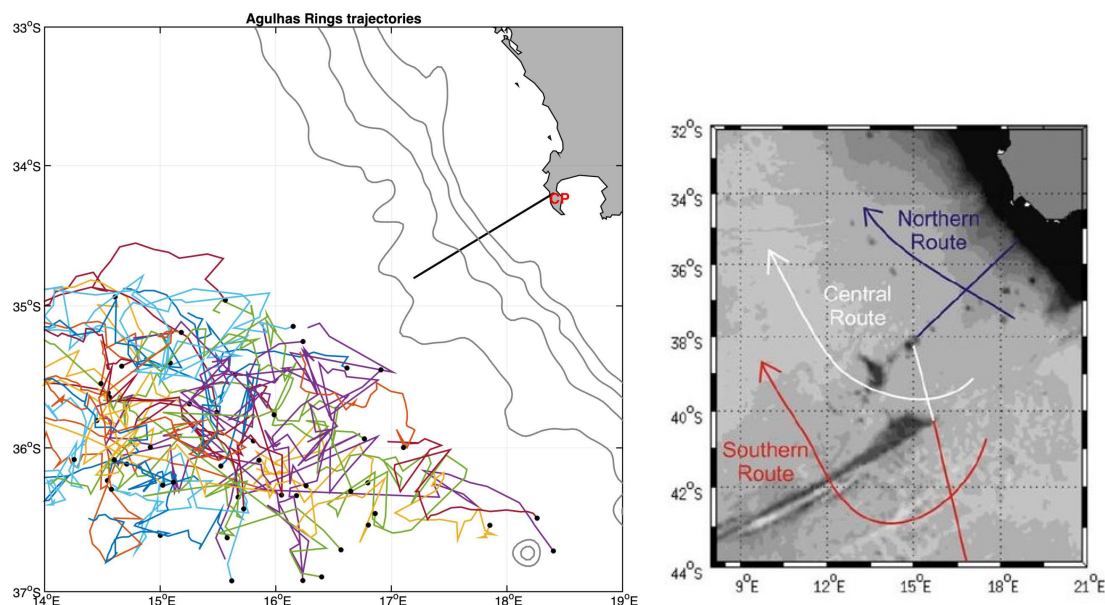 Agulhas Rings trajectories
33°S
34°S
35°S
36°S
37°S
14°E
15°E
16°E
17°E
18°E
19°E
CP
32°S
34°S
36°S
38°S
40°S
42°S
44°S
9°E
12°E
15°E
18°E
21°E
Northern
Route
Central
Route
Southern
Route